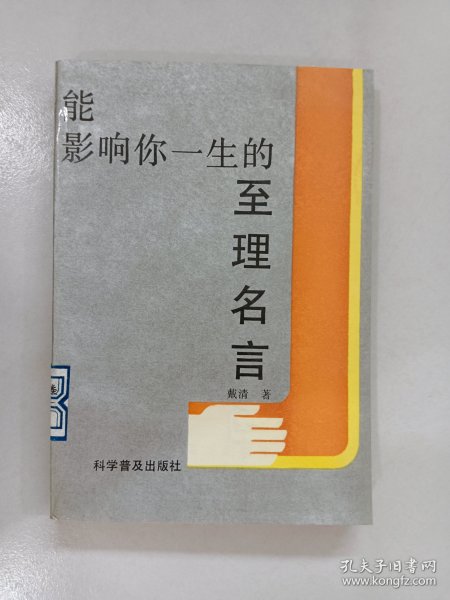 能
影响你一生的
至理名言
戴清 著
科学普及出版社
孔夫子旧书网
www.kongfz.com